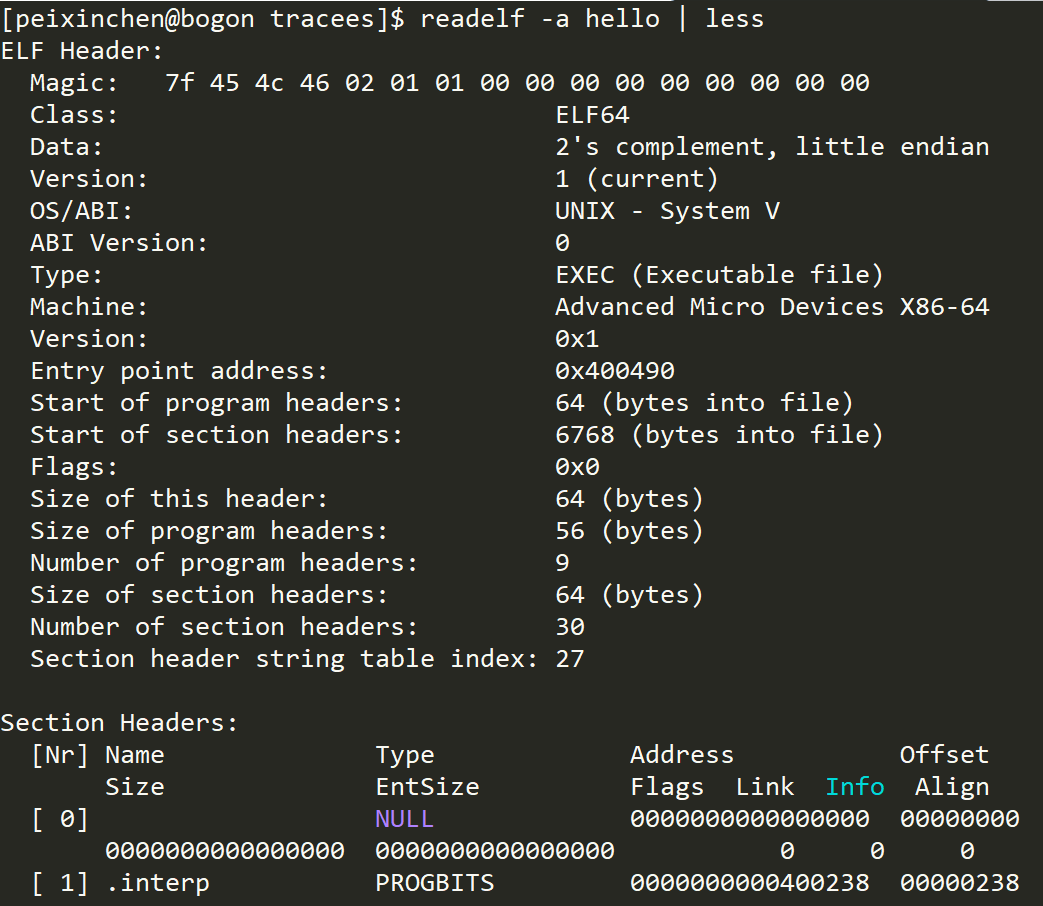 [peixinchen@bogon tracees]$ readelf -a hello | less
ELF Header:
  Magic:   7f 45 4c 46 02 01 01 00 00 00 00 00 00 00 00 00
  Class:                             ELF64
  Data:                              2's complement, little endian
  Version:                           1 (current)
  OS/ABI:                            UNIX - System V
  ABI Version:                       0
  Type:                              EXEC (Executable file)
  Machine:                           Advanced Micro Devices X86-64
  Version:                           0x1
  Entry point address:               0x400490
  Start of program headers:          64 (bytes into file)
  Start of section headers:          6768 (bytes into file)
  Flags:                             0x0
  Size of this header:               64 (bytes)
  Size of program headers:           56 (bytes)
  Number of program headers:         9
  Size of section headers:           64 (bytes)
  Number of section headers:         30
  Section header string table index: 27

Section Headers:
  [Nr] Name              Type             Address           Offset
       Size              EntSize          Flags  Link  Info  Align
  [ 0]                   NULL             0000000000000000  00000000
       0000000000000000  0000000000000000           0     0     0
  [ 1] .interp           PROGBITS         0000000000400238  00000238